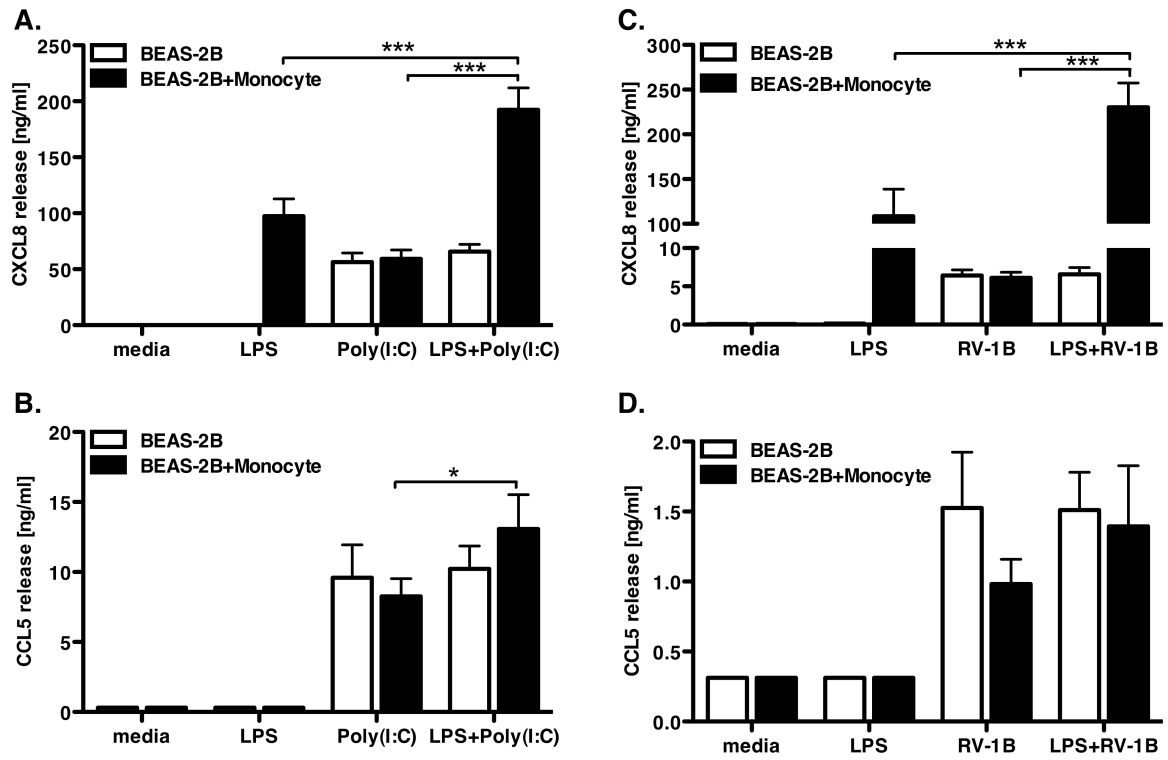 A.
CXCL8 release [ng/ml]
250
200
150
100
50
0
BEAS-2B
BEAS-2B+Monocyte
***
***
media
LPS
Poly(I:C)
LPS+Poly(I:C)
C.
CXCL8 release [ng/ml]
300
250
200
150
100
10
5
0
BEAS-2B
BEAS-2B+Monocyte
***
***
media
LPS
RV-1B
LPS+RV-1B
B.
CCL5 release [ng/ml]
20
15
10
5
0
BEAS-2B
BEAS-2B+Monocyte
*
media
LPS
Poly(I:C)
LPS+Poly(I:C)
D.
CCL5 release [ng/ml]
2.0
1.5
1.0
0.5
0.0
BEAS-2B
BEAS-2B+Monocyte
media
LPS
RV-1B
LPS+RV-1B